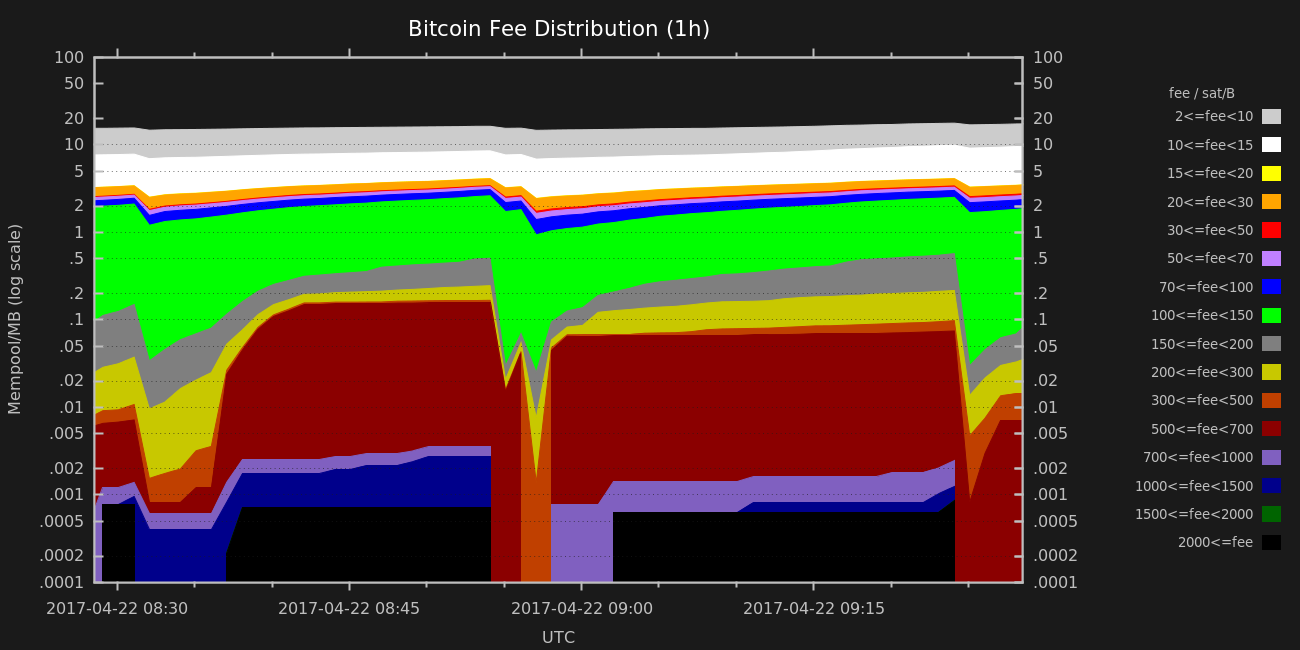 Bitcoin Fee Distribution (1h)
100
50
20
10
5
2
1
.5
.2
.1
.05
.02
.01
.005
.002
.001
.0005
.0002
.0001
Mempool/MB (log scale)
100
50
20
10
5
2
1
.5
.2
.1
.05
.02
.01
.005
.002
.001
.0005
.0002
.0001
2017-04-22 08:30
2017-04-22 08:45
2017-04-22 09:00
2017-04-22 09:15
UTC
fee / sat/B
2<=fee<10
10<=fee<15
15<=fee<20
20<=fee<30
30<=fee<50
50<=fee<70
70<=fee<100
100<=fee<150
150<=fee<200
200<=fee<300
300<=fee<500
500<=fee<700
700<=fee<1000
1000<=fee<1500
1500<=fee<2000
2000<=fee